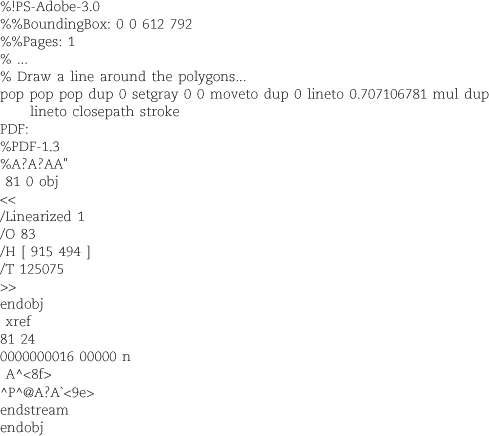 %!PS-Adobe-3.0
%%BoundingBox: 0 0 612 792
%%Pages: 1
% ...
% Draw a line around the polygons...
pop pop pop dup 0 setgray 0 0 moveto dup 0 lineto 0.707106781 mul dup
lineto closepath stroke
PDF:
%PDF-1.3
%A?A?AA"
81 0 obj
<<
/Linearized 1
/O 83
/H [ 915 494 ]
/T 125075
>>
endobj
xref
81 24
0000000016 00000 n
A^<8f>
^P^@A?A`<9e>
endstream
endobj